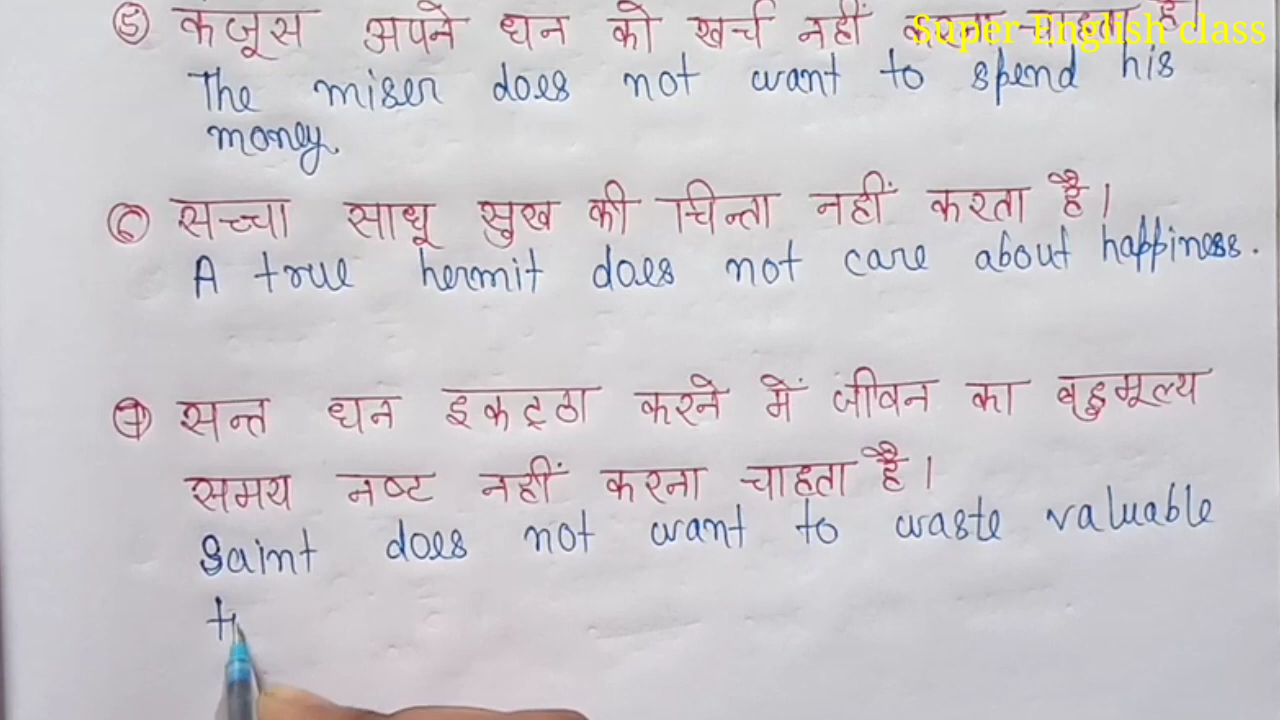 ⑤ कंजूस अपने धन को खर्च नहीं करना चाहता है।
Super English class
The miser does not want to spend his
money.
⑥ सच्चा साधू सुख की चिन्ता नहीं करता है।
A true hermit does not care about happiness.
⑦ सन्त धन इकट्ठा करने में जीवन का बहुमूल्य
समय नष्ट नहीं करना चाहता है।
Saint does not want to waste valuable